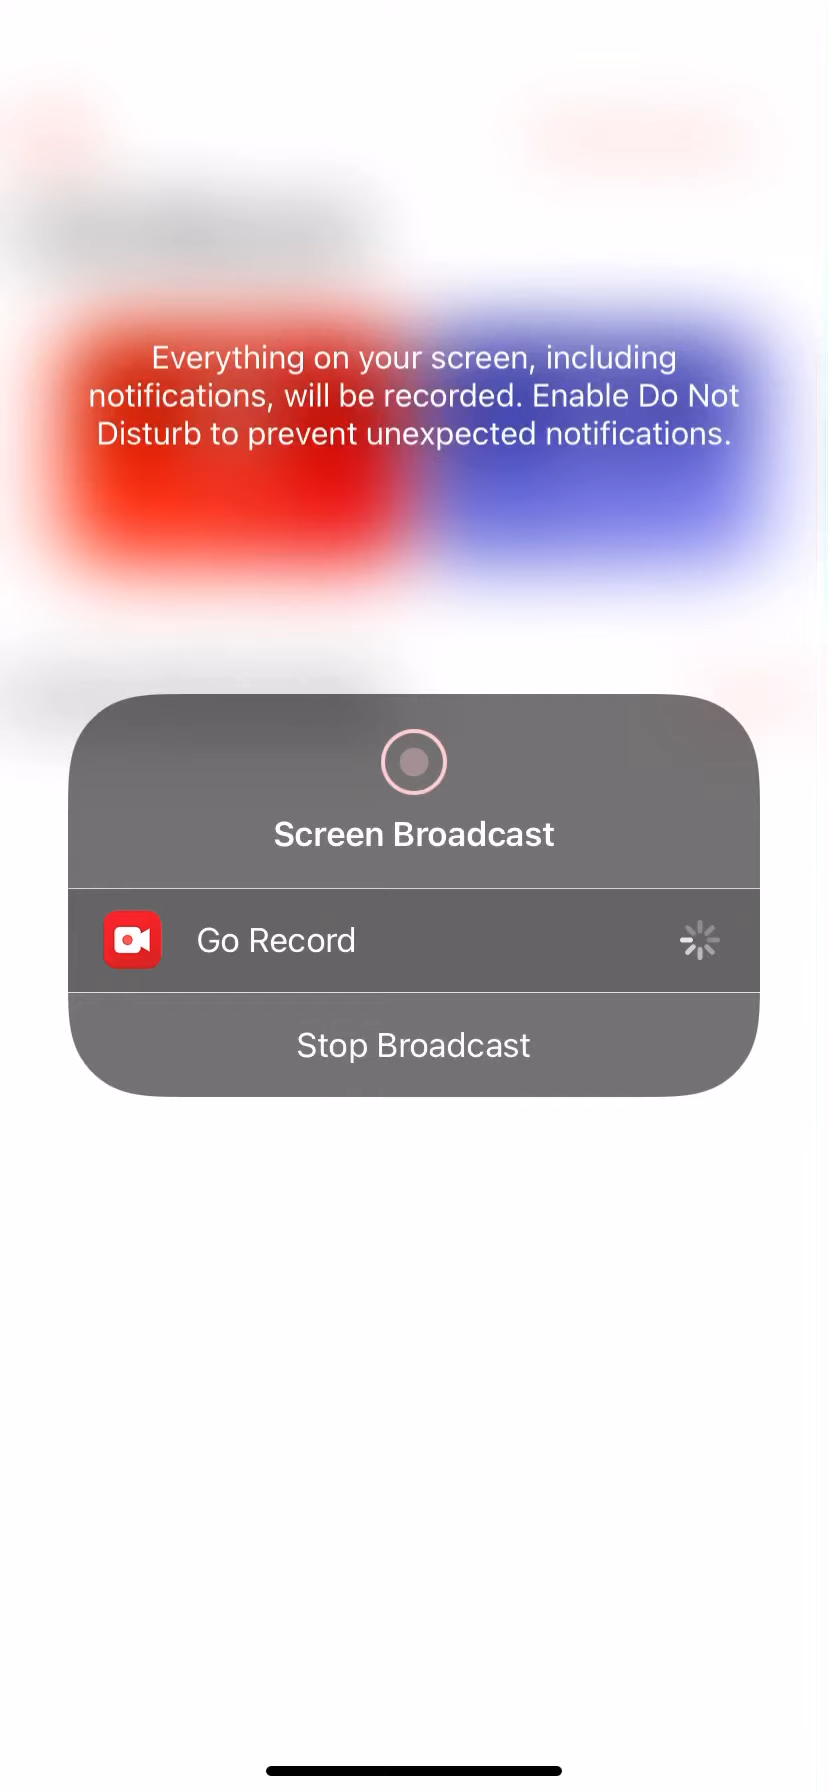 Everything on your screen, including
notifications, will be recorded. Enable Do Not
Disturb to prevent unexpected notifications.
Screen Broadcast
Go Record
Stop Broadcast